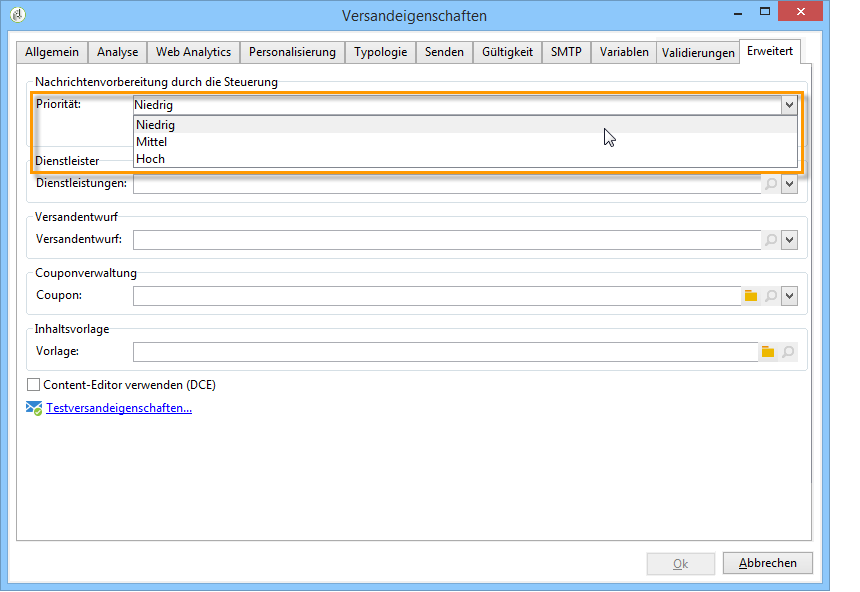 Versandeigenschaften
Allgemein Analyse Web Analytics Personalisierung Typologie Senden Gültigkeit SMTP Variablen Validierungen Erweitert
Nachrichtenvorbereitung durch die Steuerung
Priorität: Niedrig
Niedrig
Mittel
Hoch
Dienstleister
Dienstleistungen:
Versandentwurf
Versandentwurf:
Couponverwaltung
Coupon:
Inhaltsvorlage
Vorlage:
Content-Editor verwenden (DCE)
Testversandeigenschaften...
Ok Abbrechen